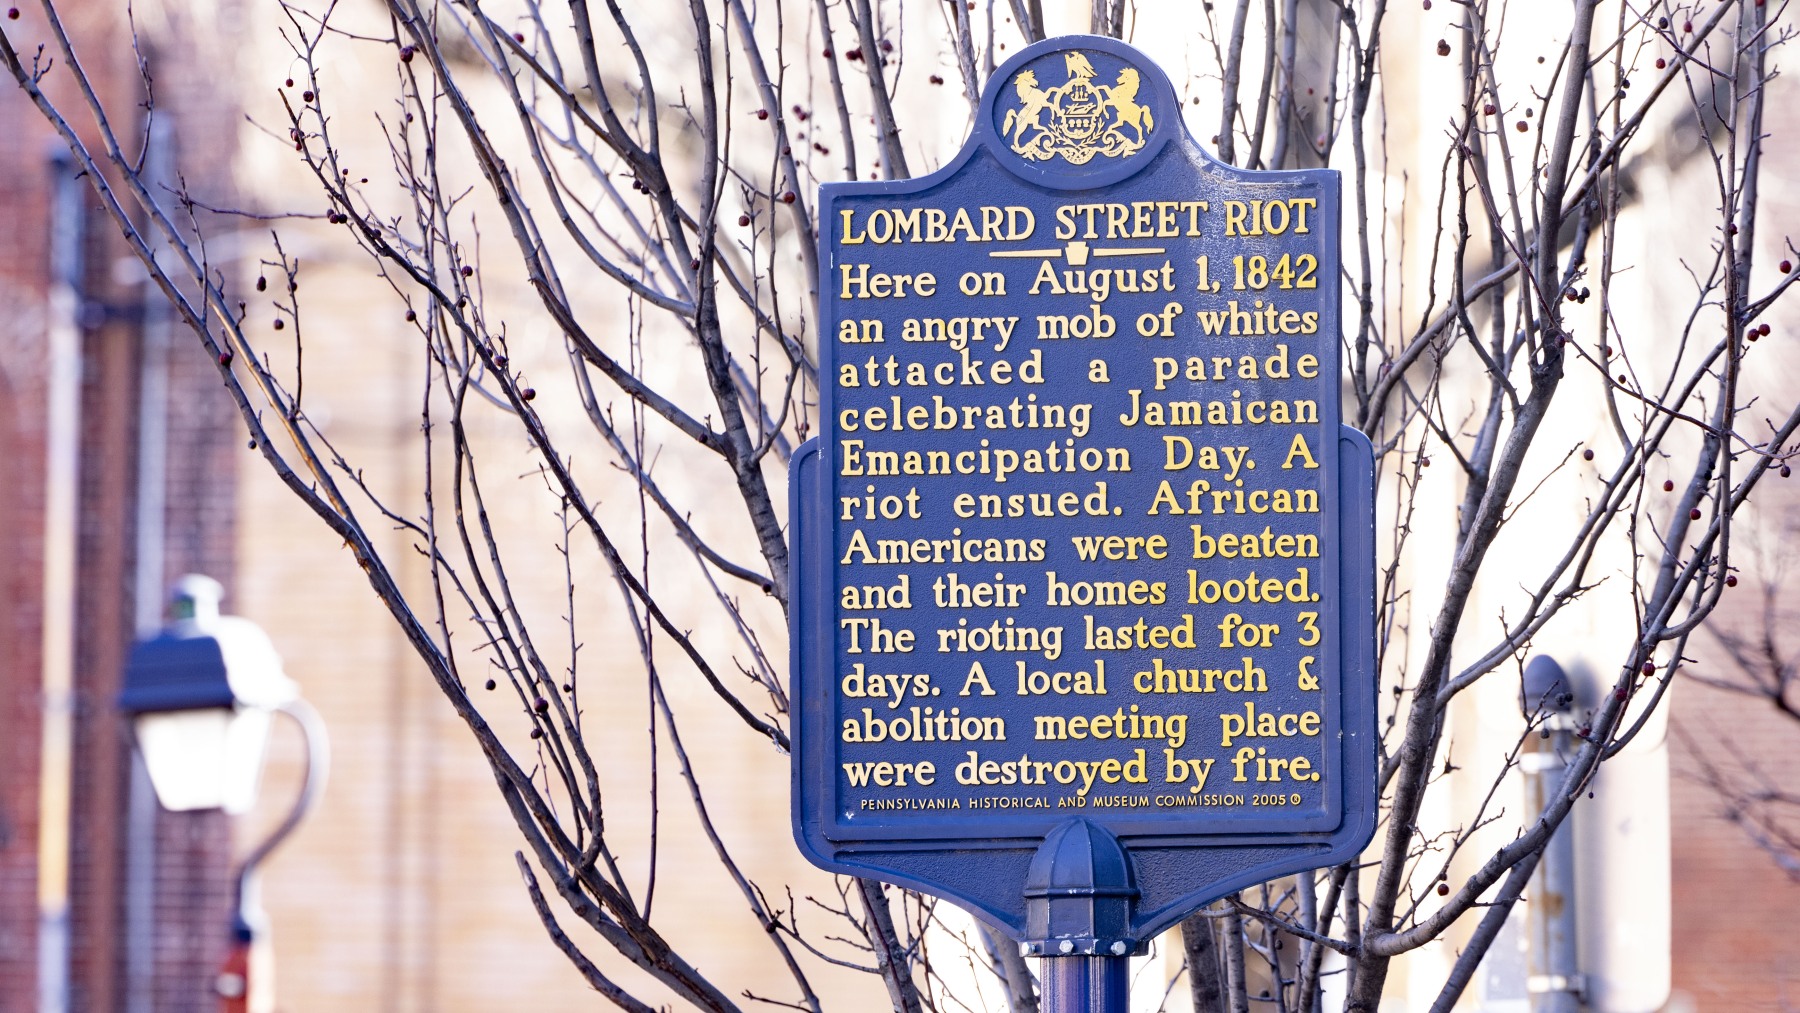 LOMBARD STREET RIOT
Here on August 1, 1842
an angry mob of whites
attacked a parade
celebrating Jamaican
Emancipation Day. A
riot ensued. African
Americans were beaten
and their homes looted.
The rioting lasted for 3
days. A local church &
abolition meeting place
were destroyed by fire.
PENNSYLVANIA HISTORICAL AND MUSEUM COMMISSION 2005 ®